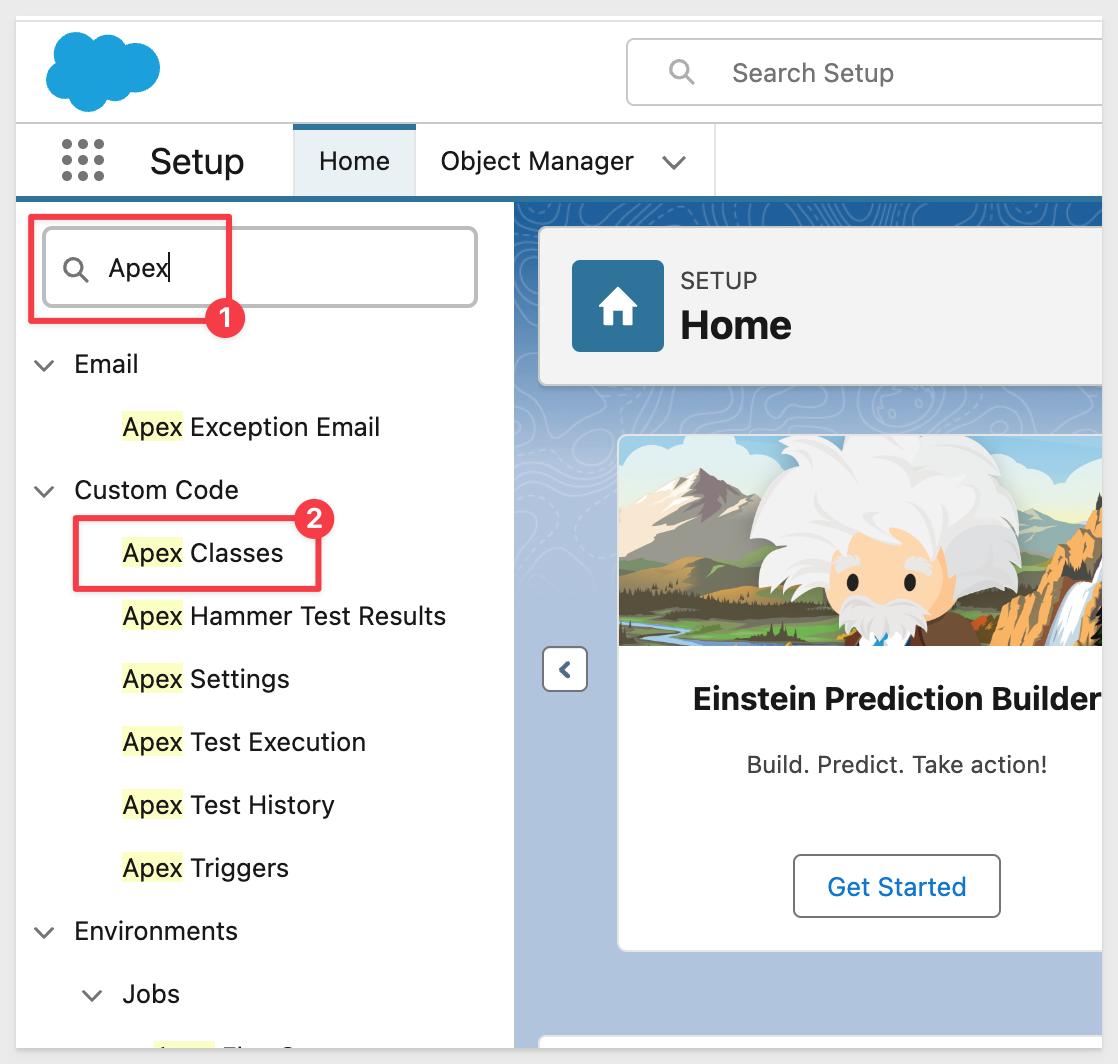 Search Setup
Setup
Home
Object Manager
Apex
1
Email
Apex Exception Email
Custom Code
2
Apex Classes
Apex Hammer Test Results
Apex Settings
Apex Test Execution
Apex Test History
Apex Triggers
Environments
Jobs
SETUP
Home
Einstein Prediction Builder
Build. Predict. Take action!
Get Started